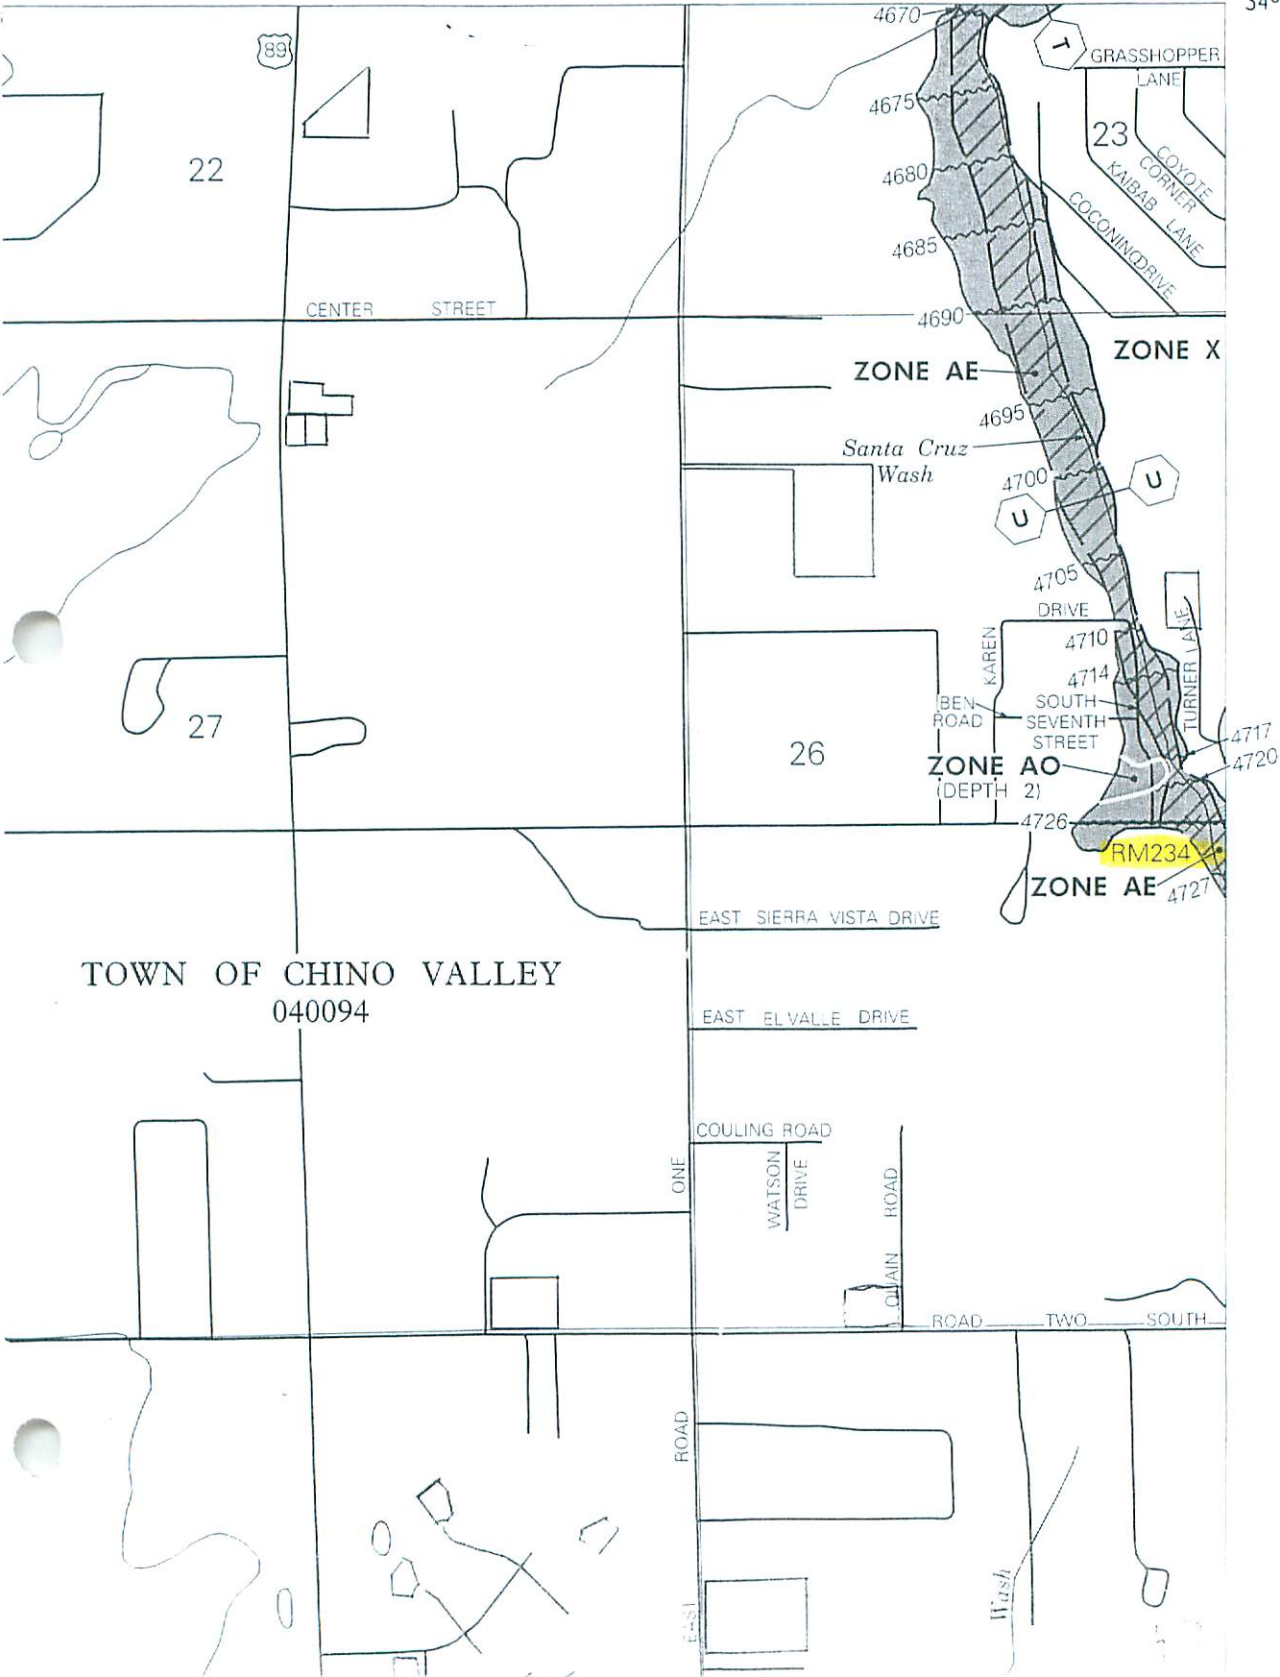 4670
34°
89
T
GRASSHOPPER
LANE
4675
23
22
4680
COYOTE
CORNER
KAIBAB LANE
COCONINO DRIVE
4685
CENTER STREET
4690
ZONE X
ZONE AE
4695
Santa Cruz
Wash
4700
U
U
4705
DRIVE
4710
KAREN
TURNER LANE
4714
BEN
ROAD
SOUTH
SEVENTH
STREET
27
26
4717
4720
ZONE AO
(DEPTH 2)
4726
RM234
ZONE AE
4727
EAST SIERRA VISTA DRIVE
TOWN OF CHINO VALLEY
040094
EAST EL VALLE DRIVE
COULING ROAD
ONE
WATSON
DRIVE
ROAD
ROAD TWO SOUTH
ROAD
EAST
Wash